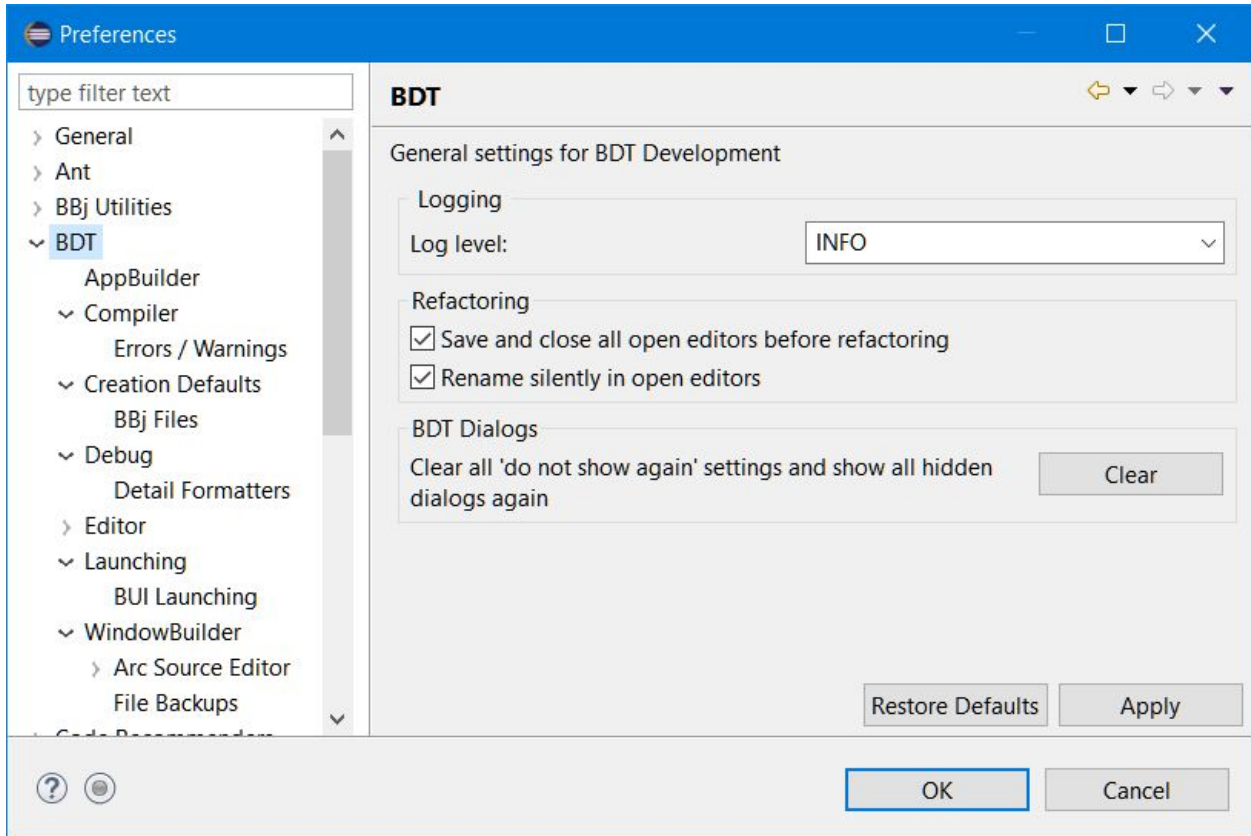 Preferences
type filter text
General
Ant
BBj Utilities
BDT
AppBuilder
Compiler
Errors / Warnings
Creation Defaults
BBj Files
Debug
Detail Formatters
Editor
Launching
BUI Launching
WindowBuilder
Arc Source Editor
File Backups
BDT
General settings for BDT Development
Logging
Log level:
INFO
Refactoring
Save and close all open editors before refactoring
Rename silently in open editors
BDT Dialogs
Clear all 'do not show again' settings and show all hidden
dialogs again
Clear
Restore Defaults
Apply
?
OK
Cancel